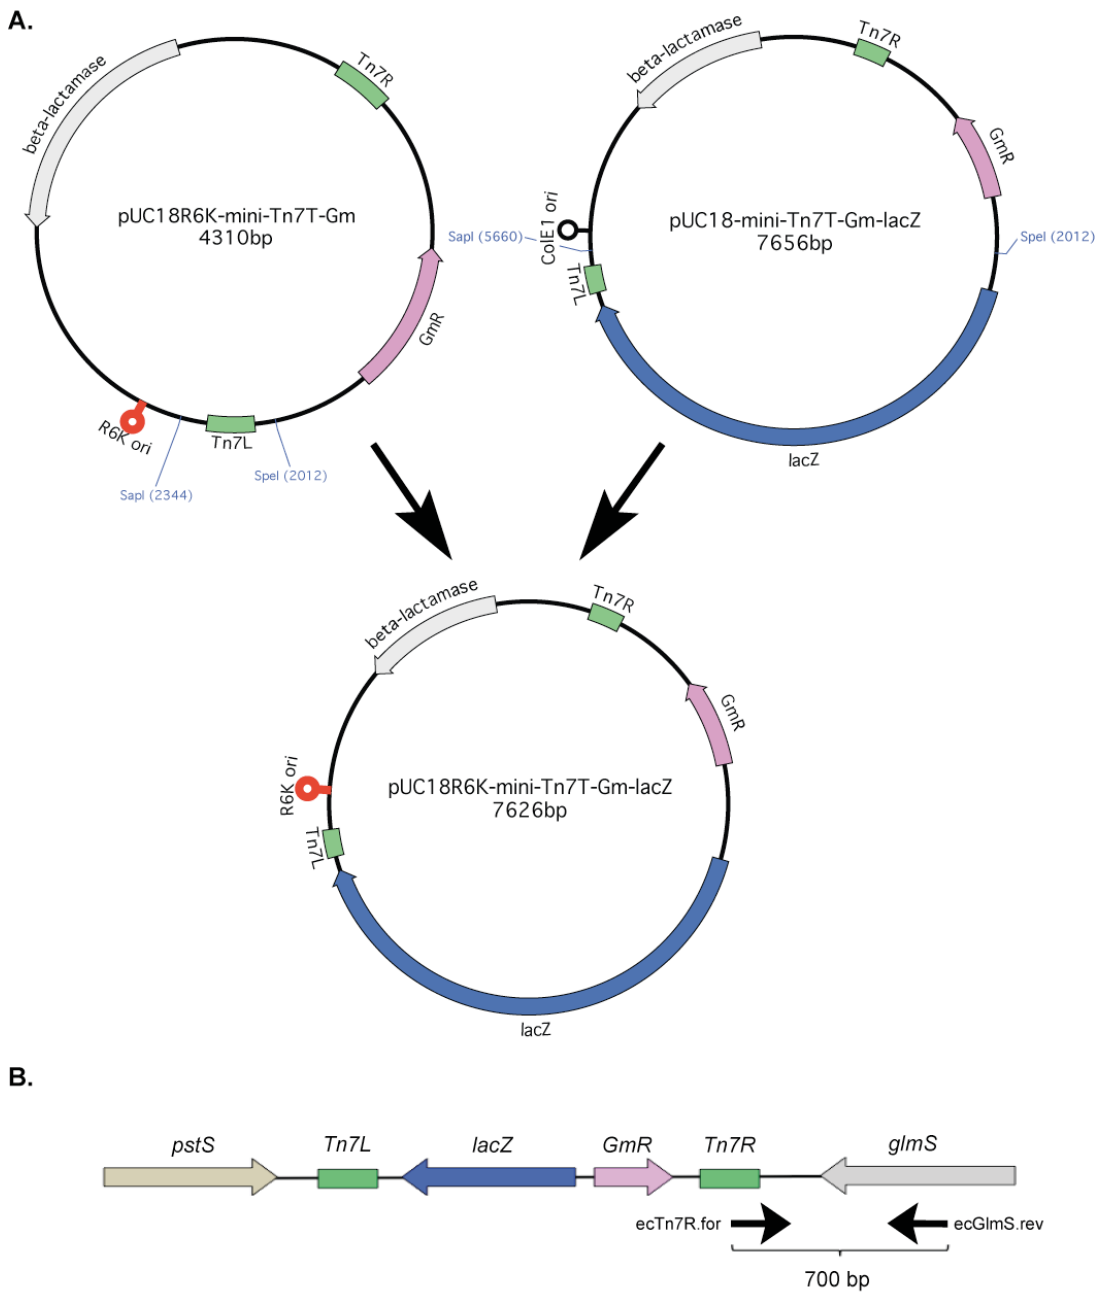 A.
beta-lactamase
Tn7R
pUC18R6K-mini-Tn7T-Gm
4310bp
GmR
R6K ori
Tn7L
SapI (2344)
SpeI (2012)
beta-lactamase
Tn7R
GmR
pUC18-mini-Tn7T-Gm-lacZ
7656bp
SapI (5660)
ColE1 ori
SpeI (2012)
Tn7L
lacZ
beta-lactamase
Tn7R
GmR
pUC18R6K-mini-Tn7T-Gm-lacZ
7626bp
R6K ori
Tn7L
lacZ
B.
pstS Tn7L lacZ GmR Tn7R glmS
ecTn7R.for ecGlmS.rev
700 bp